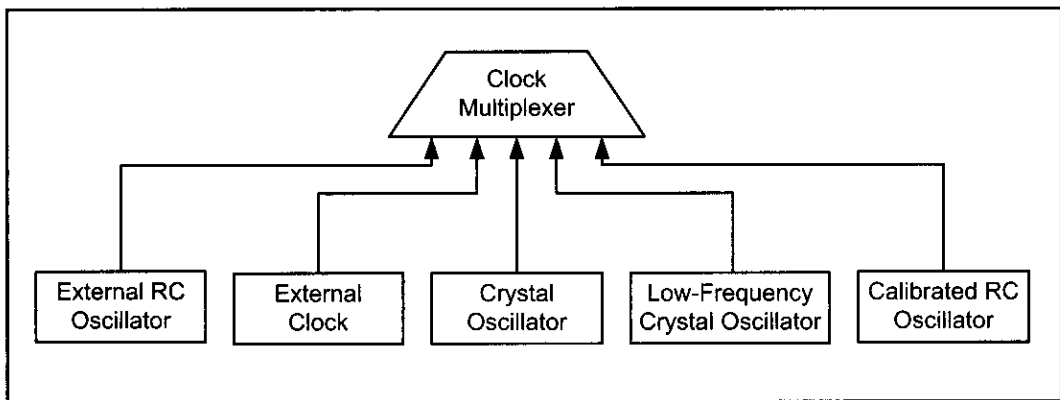 Clock
Multiplexer
External RC
Oscillator
External
Clock
Crystal
Oscillator
Low-Frequency
Crystal Oscillator
Calibrated RC
Oscillator